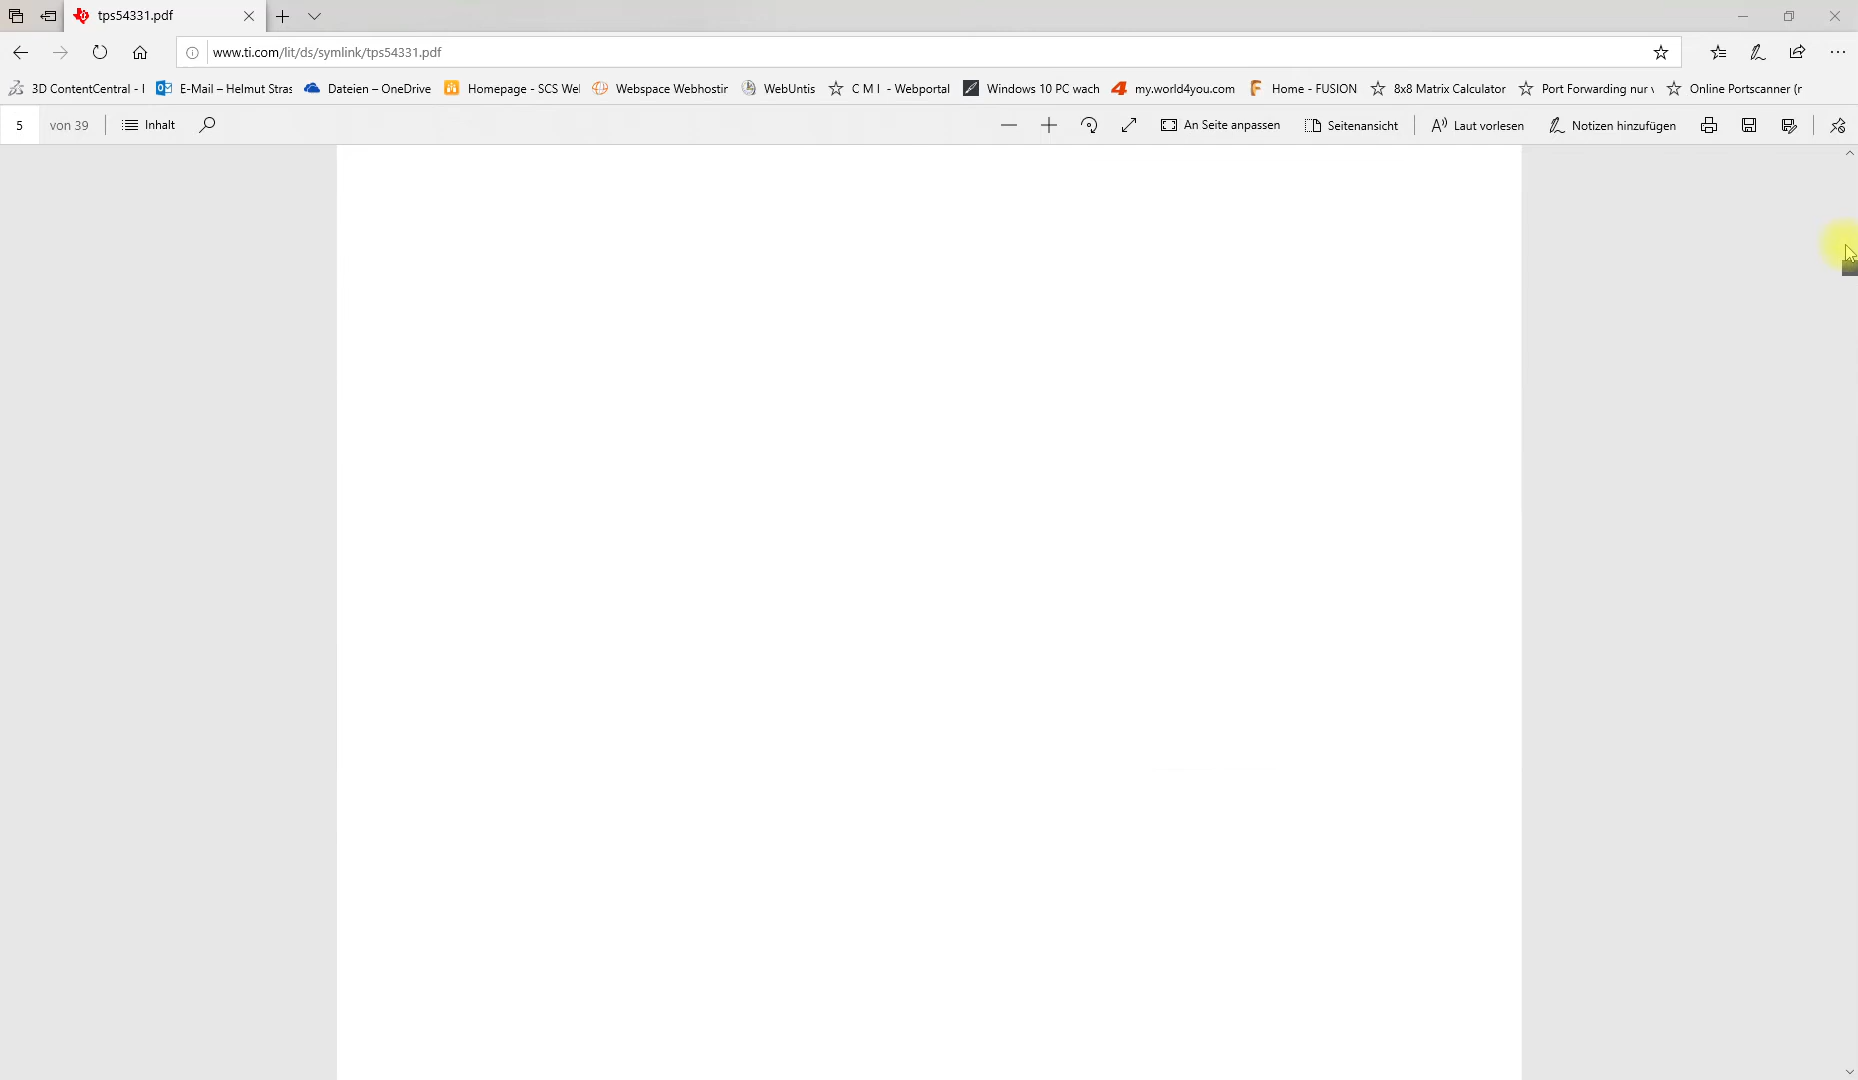 tps54331.pdf
www.ti.com/lit/ds/symlink/tps54331.pdf
3D ContentCentral - I E-Mail – Helmut Stras Dateien – OneDrive Homepage - SCS Wel Webspace Webhostir WebUntis C M I - Webportal Windows 10 PC wach my.world4you.com Home - FUSION 8x8 Matrix Calculator Port Forwarding nur v Online Portscanner (r
5 von 39 Inhalt An Seite anpassen Seitenansicht Laut vorlesen Notizen hinzufügen